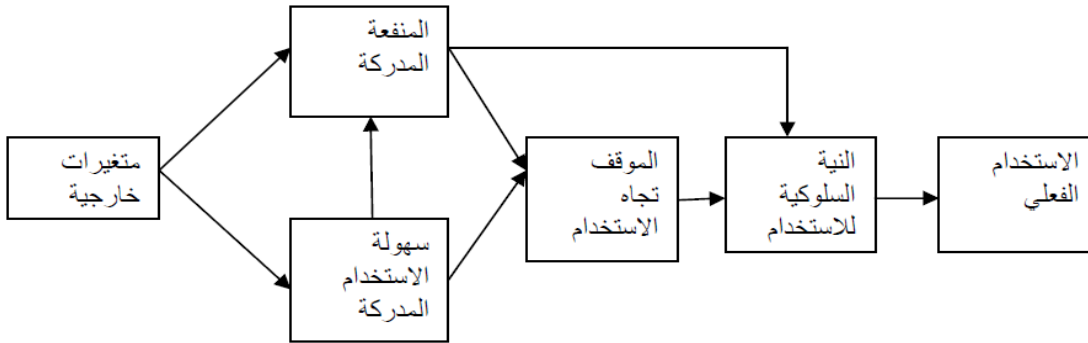 المنفعة
المدركة
متغيرات
خارجية
سهولة
الاستخدام
المدركة
الموقف
تجاه
الاستخدام
النية
السلوكية
للاستخدام
الاستخدام
الفعلي